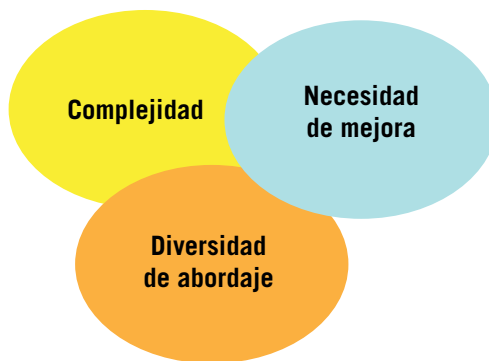 Complejidad
Necesidad
de mejora
Diversidad
de abordaje